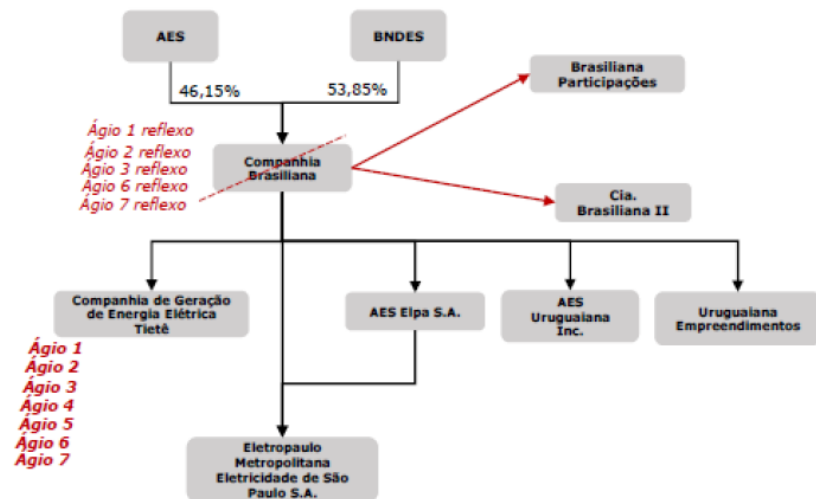 AES
BNDES
46,15%
53,85%
Brasiliana
Participações
Ágio 1 reflexo
Ágio 2 reflexo
Ágio 3 reflexo
Ágio 6 reflexo
Ágio 7 reflexo
Companhia
Brasiliana
Cia.
Brasiliana II
Companhia de Geração
de Energia Elétrica
Tietê
AES Elpa S.A.
AES
Uruguaiana
Inc.
Uruguaiana
Empreendimentos
Ágio 1
Ágio 2
Ágio 3
Ágio 4
Ágio 5
Ágio 6
Ágio 7
Eletropaulo
Metropolitana
Eletricidade de São
Paulo S.A.